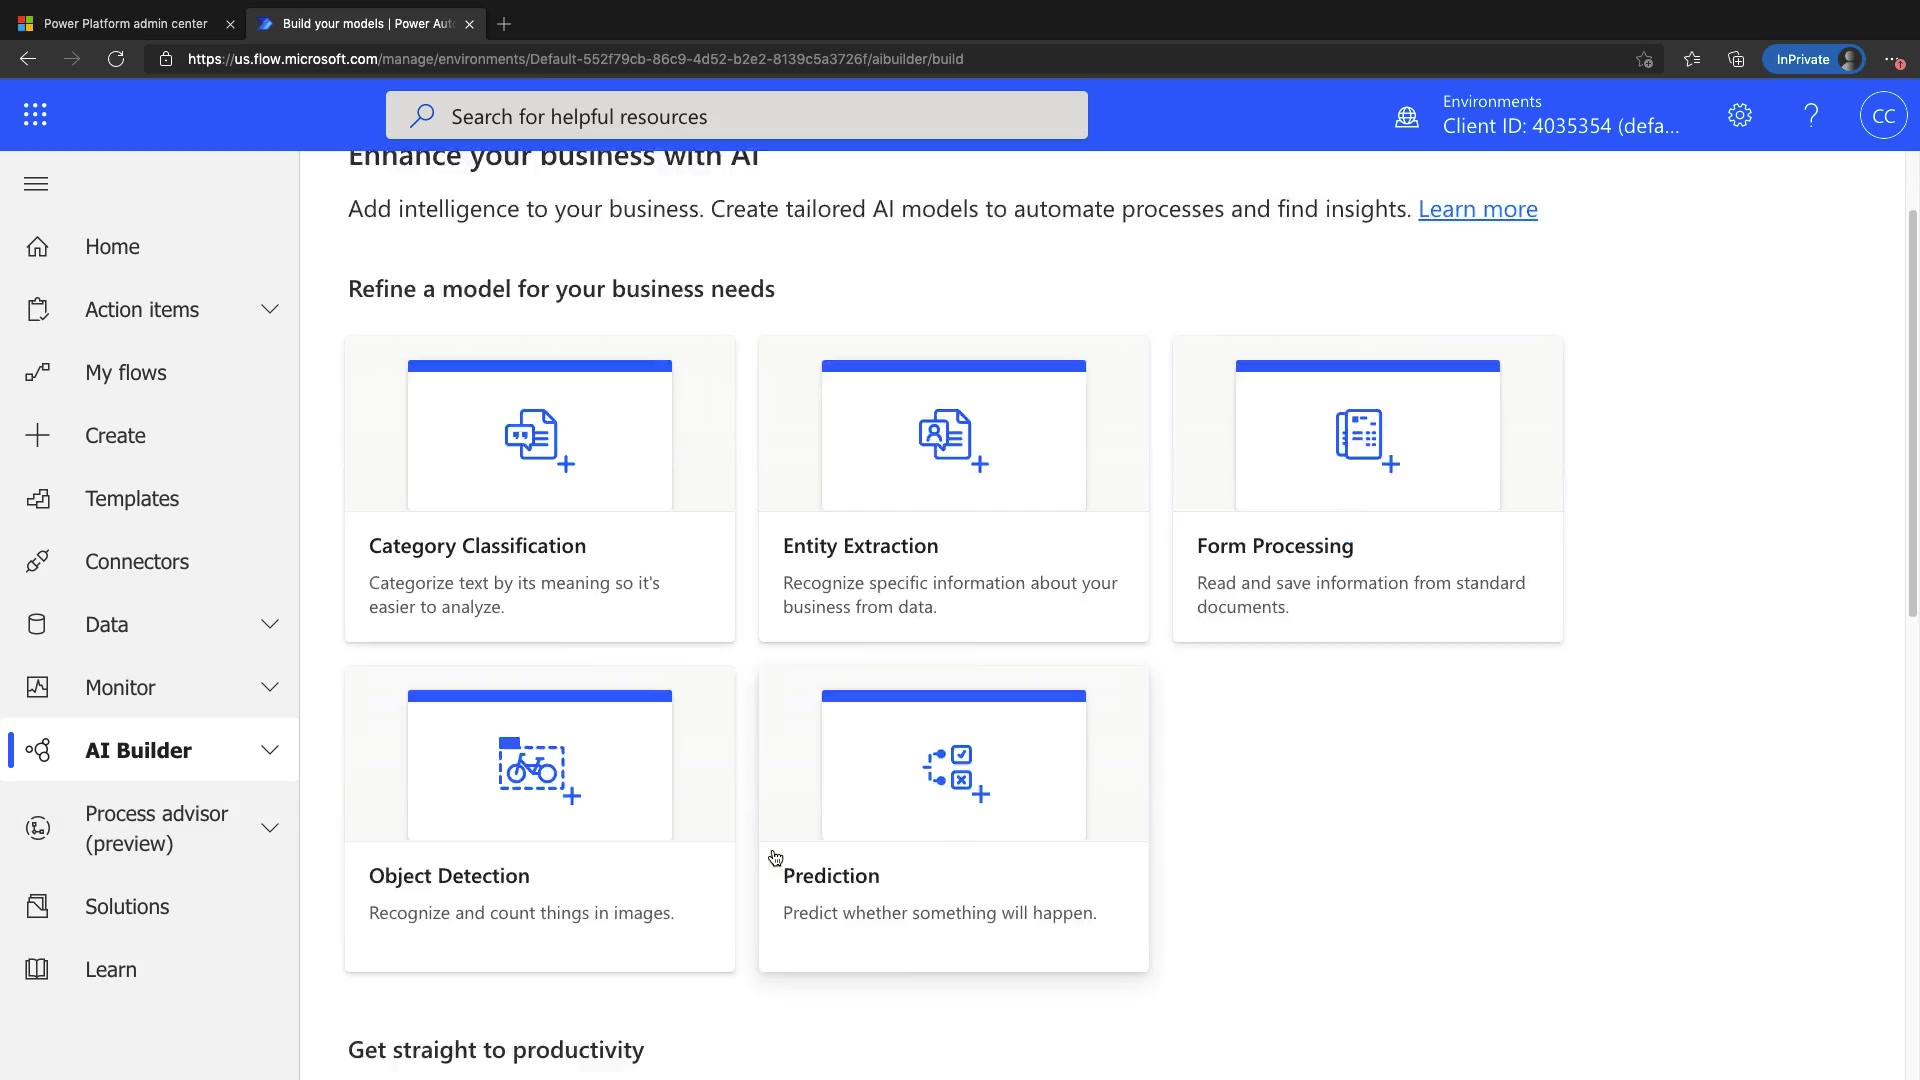 Power Platform admin center
Build your models | Power Aut
https://us.flow.microsoft.com/manage/environments/Default-552f79cb-86c9-4d52-b2e2-8139c5a3726f/aibuilder/build
InPrivate
Search for helpful resources
Environments
Client ID: 4035354 (defa...
?
CC
Enhance your business with AI
Add intelligence to your business. Create tailored AI models to automate processes and find insights. Learn more
Home
Action items
My flows
Create
Templates
Connectors
Data
Monitor
AI Builder
Process advisor
(preview)
Solutions
Learn
Refine a model for your business needs
Category Classification
Categorize text by its meaning so it's
easier to analyze.
Entity Extraction
Recognize specific information about your
business from data.
Form Processing
Read and save information from standard
documents.
Object Detection
Recognize and count things in images.
Prediction
Predict whether something will happen.
Get straight to productivity